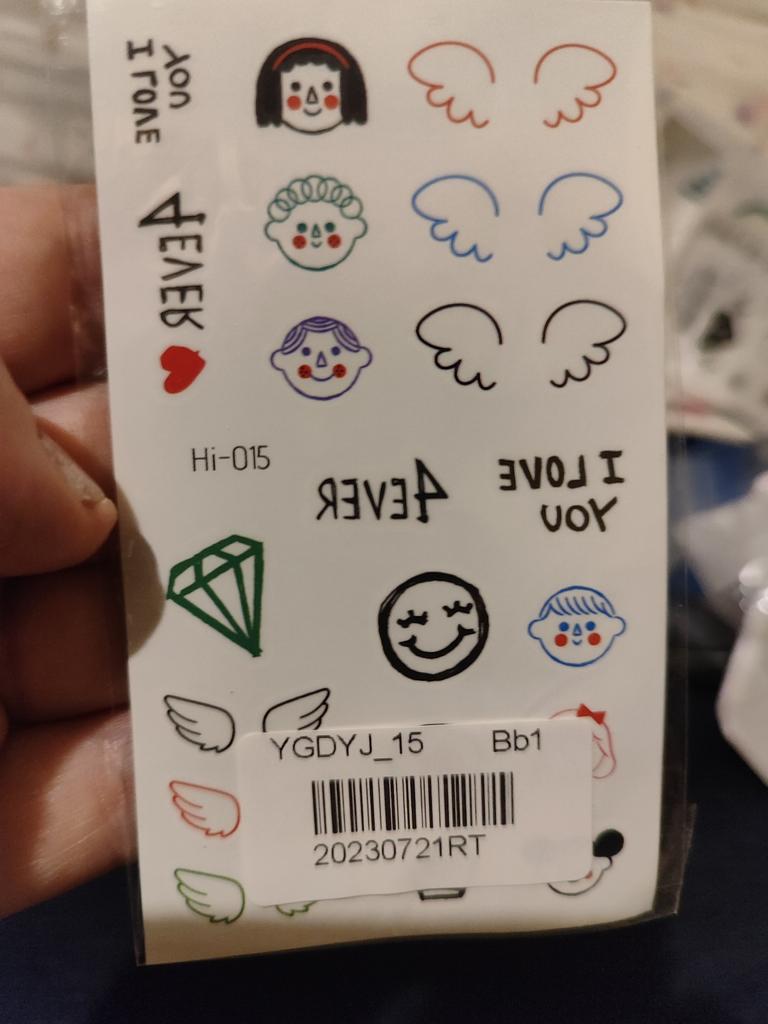 I LOVE
YOU
4EVER
Hi-015
4EVER
I LOVE
YOU
YGDYJ_15 Bb1
20230721RT